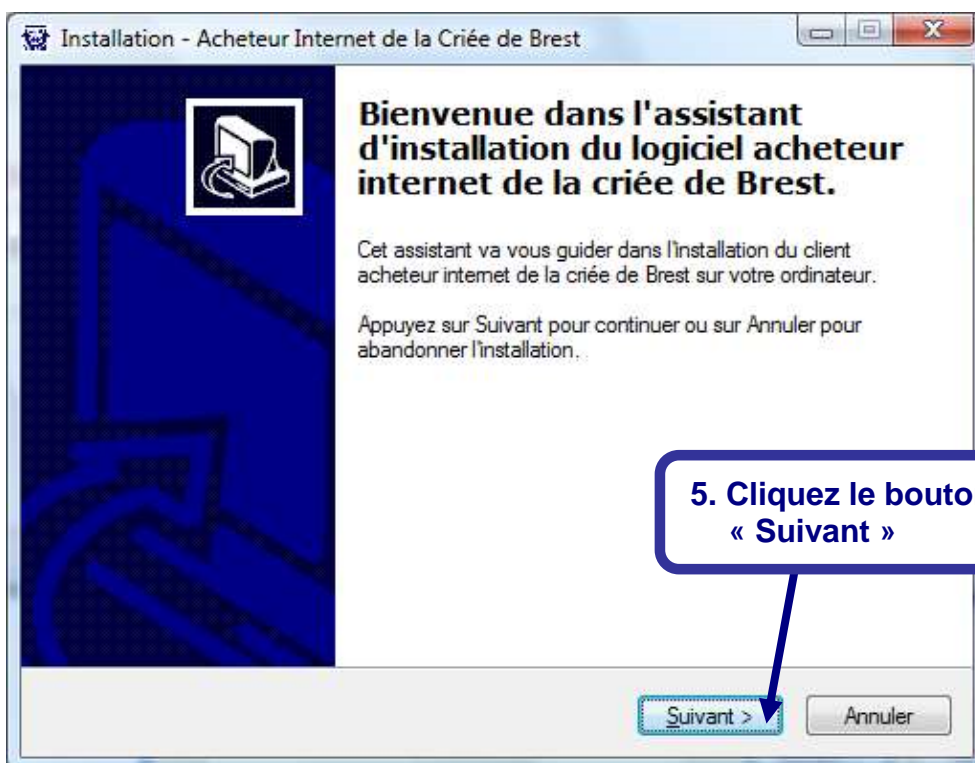 Installation - Acheteur Internet de la Criée de Brest
Bienvenue dans l'assistant
d'installation du logiciel acheteur
internet de la criée de Brest.
Cet assistant va vous guider dans l'installation du client
acheteur internet de la criée de Brest sur votre ordinateur.
Appuyez sur Suivant pour continuer ou sur Annuler pour
abandonner l'installation.
5. Cliquez le bouto
« Suivant »
Suivant >
Annuler